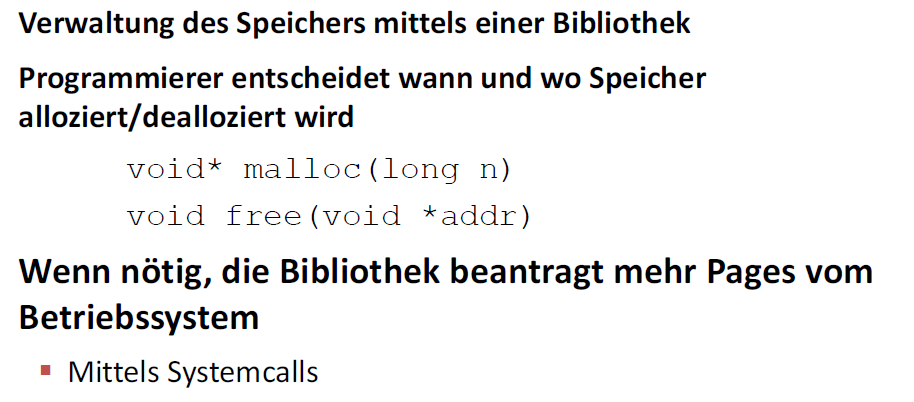 Verwaltung des Speichers mittels einer Bibliothek
Programmierer entscheidet wann und wo Speicher
alloziert/dealloziert wird
void* malloc(long n)
void free(void *addr)
Wenn nötig, die Bibliothek beantragt mehr Pages vom
Betriebssystem
▪ Mittels Systemcalls